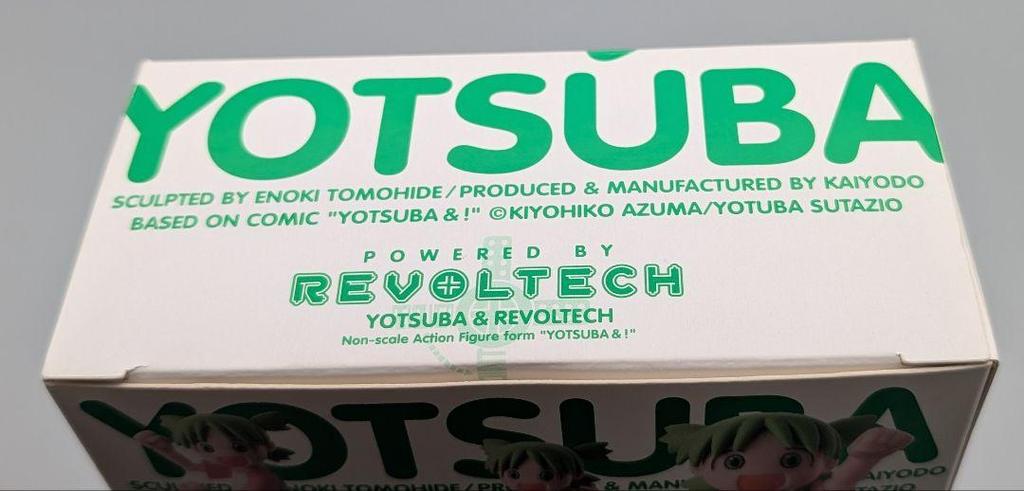 YOTSUBA
SCULPTED BY ENOKI TOMOHIDE/PRODUCED & MANUFACTURED BY KAIYODO
BASED ON COMIC "YOTSUBA&!" ©KIYOHIKO AZUMA/YOTUBA SUTAZIO
POWERED BY
REVOLTECH
YOTSUBA & REVOLTECH
Non-scale Action Figure form "YOTSUBA&!"
YOTSUBA